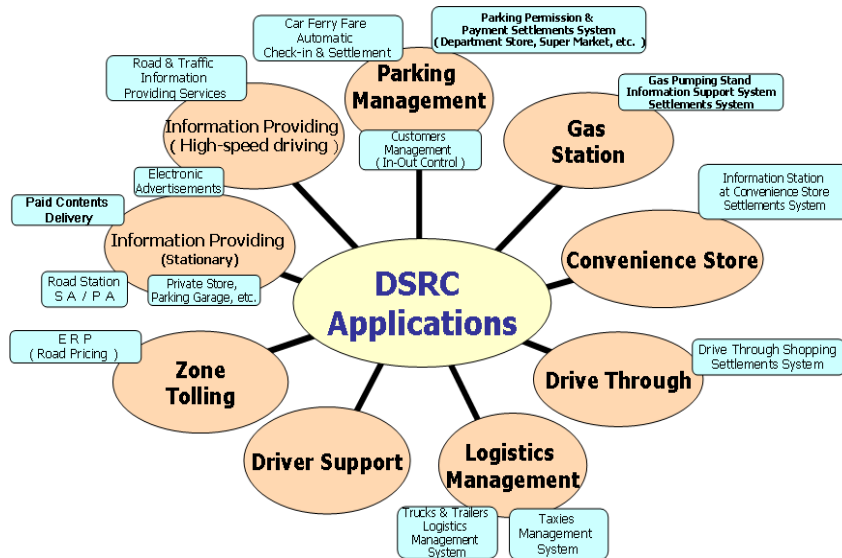 Car Ferry Fare
Automatic
Check-in & Settlement
Parking Permission &
Payment Settlements System
( Department Store, Super Market, etc. )
Parking
Management
Customers
Management
( In-Out Control )
Road & Traffic
Information
Providing Services
Information Providing
( High-speed driving )
Gas Pumping Stand
Information Support System
Settlements System
Gas
Station
Electronic
Advertisements
Paid Contents
Delivery
Information Providing
(Stationary)
Road Station
S A / P A
Private Store,
Parking Garage, etc.
Information Station
at Convenience Store
Settlements System
Convenience Store
DSRC
Applications
E R P
( Road Pricing )
Zone
Tolling
Drive Through Shopping
Settlements System
Drive Through
Driver Support
Logistics
Management
Trucks & Trailers
Logistics
Management
System
Taxies
Management
System